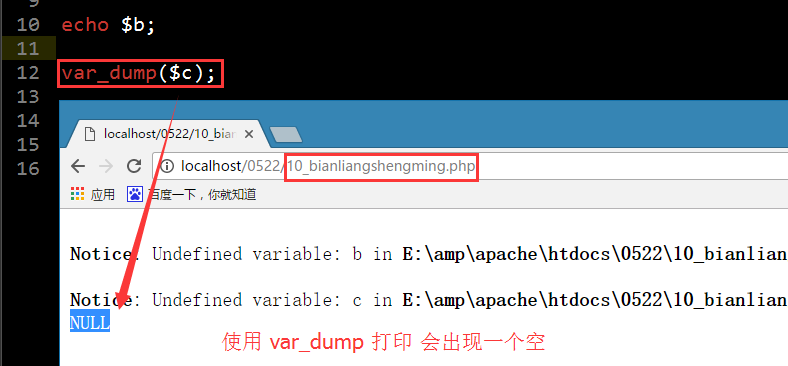 9
10 echo $b;
11
12 var_dump($c);
13
14
15
16
localhost/0522/10_bian
localhost/0522/10_bianliangshengming.php
应用 百度一下，你就知道
Notice: Undefined variable: b in E:\amp\apache\htdocs\0522\10_bianlian
Notice: Undefined variable: c in E:\amp\apache\htdocs\0522\10_bianlian
NULL
使用 var_dump 打印 会出现一个空